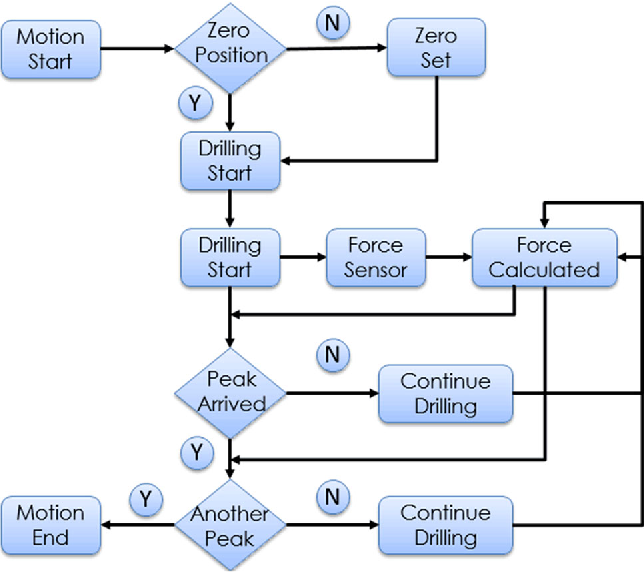 Motion
Start
Zero
Position
N
Zero
Set
Y
Drilling
Start
Drilling
Start
Force
Sensor
Force
Calculated
Peak
Arrived
N
Continue
Drilling
Y
Motion
End
Y
Another
Peak
N
Continue
Drilling